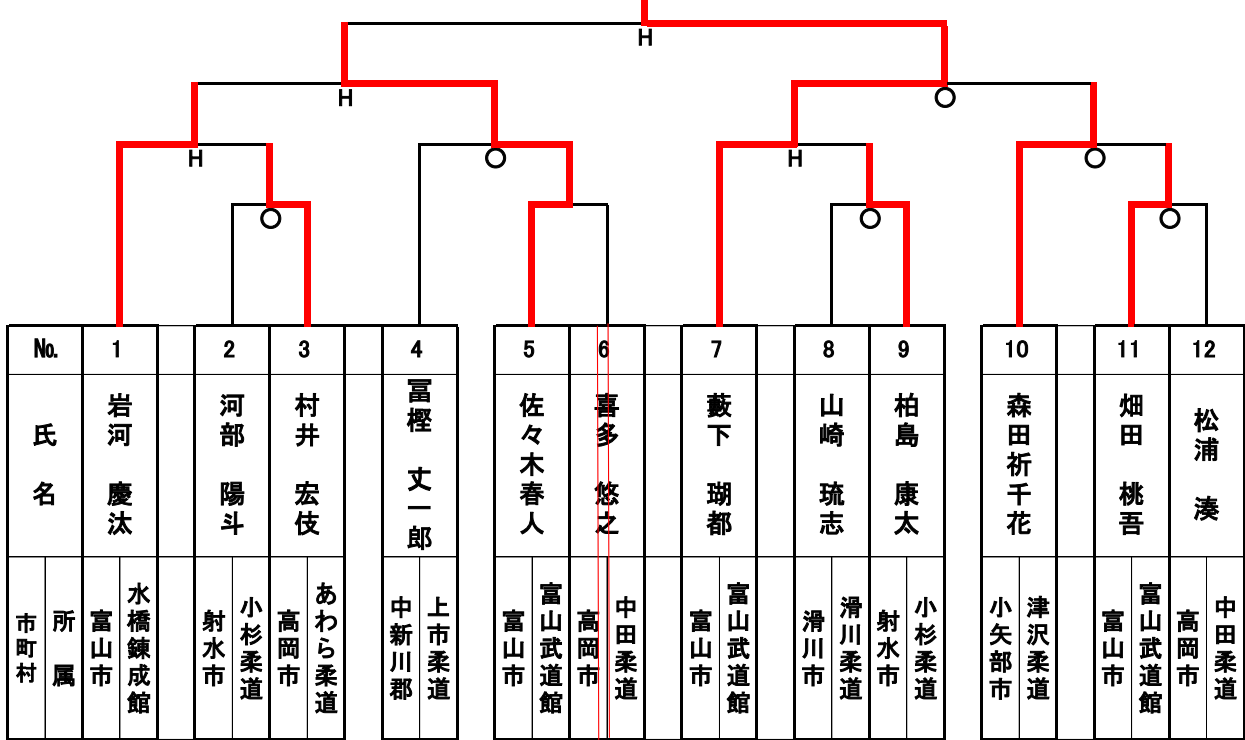 H
H
○
H
○
H
○
○
○
○
No.
1
2
3
4
5
6
7
8
9
10
11
12
氏名
岩河 慶汰
河部 陽斗
村井 宏伎
冨樫 丈一郎
佐々木春人
喜多 悠之
藪下 瑚都
山崎 琉志
柏島 康太
森田祈千花
畑田 桃吾
松浦 湊
市町村
所属
富山市
水橋錬成館
射水市
小杉柔道
高岡市
あわら柔道
中新川郡
上市柔道
富山市
富山武道館
高岡市
中田柔道
富山市
富山武道館
滑川市
滑川柔道
射水市
小杉柔道
小矢部市
津沢柔道
富山市
富山武道館
高岡市
中田柔道